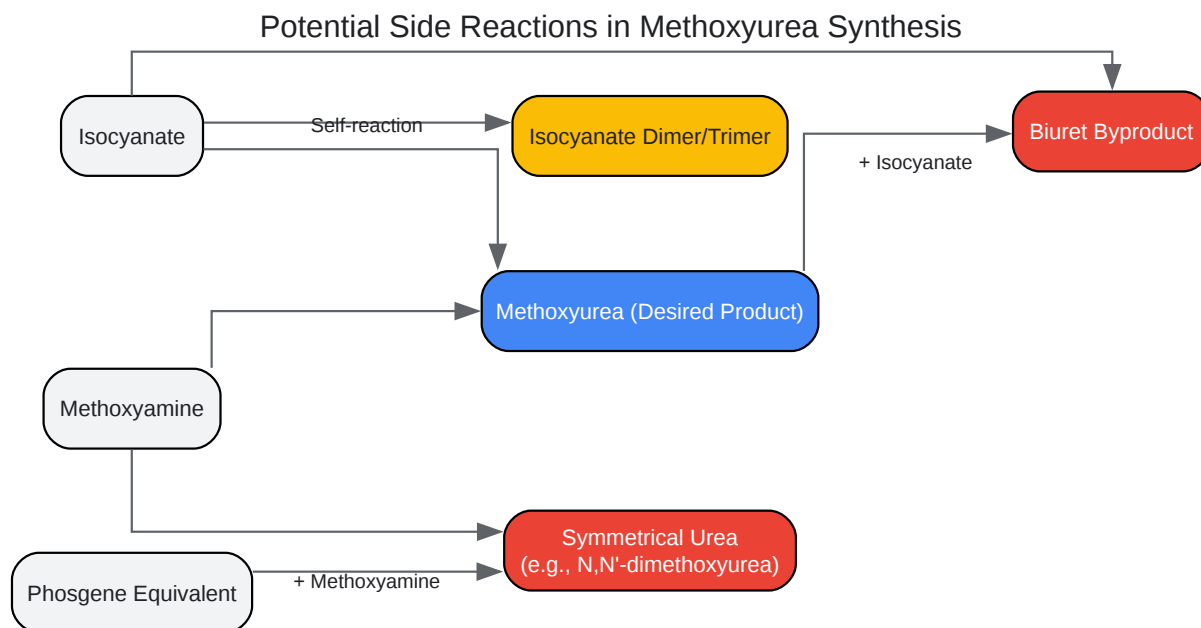 Potential Side Reactions in Methoxyurea Synthesis
Isocyanate
Self-reaction
Isocyanate Dimer/Trimer
Biuret Byproduct
+ Isocyanate
Methoxyurea (Desired Product)
Methoxyamine
Symmetrical Urea
(e.g., N,N'-dimethoxyurea)
Phosgene Equivalent
+ Methoxyamine